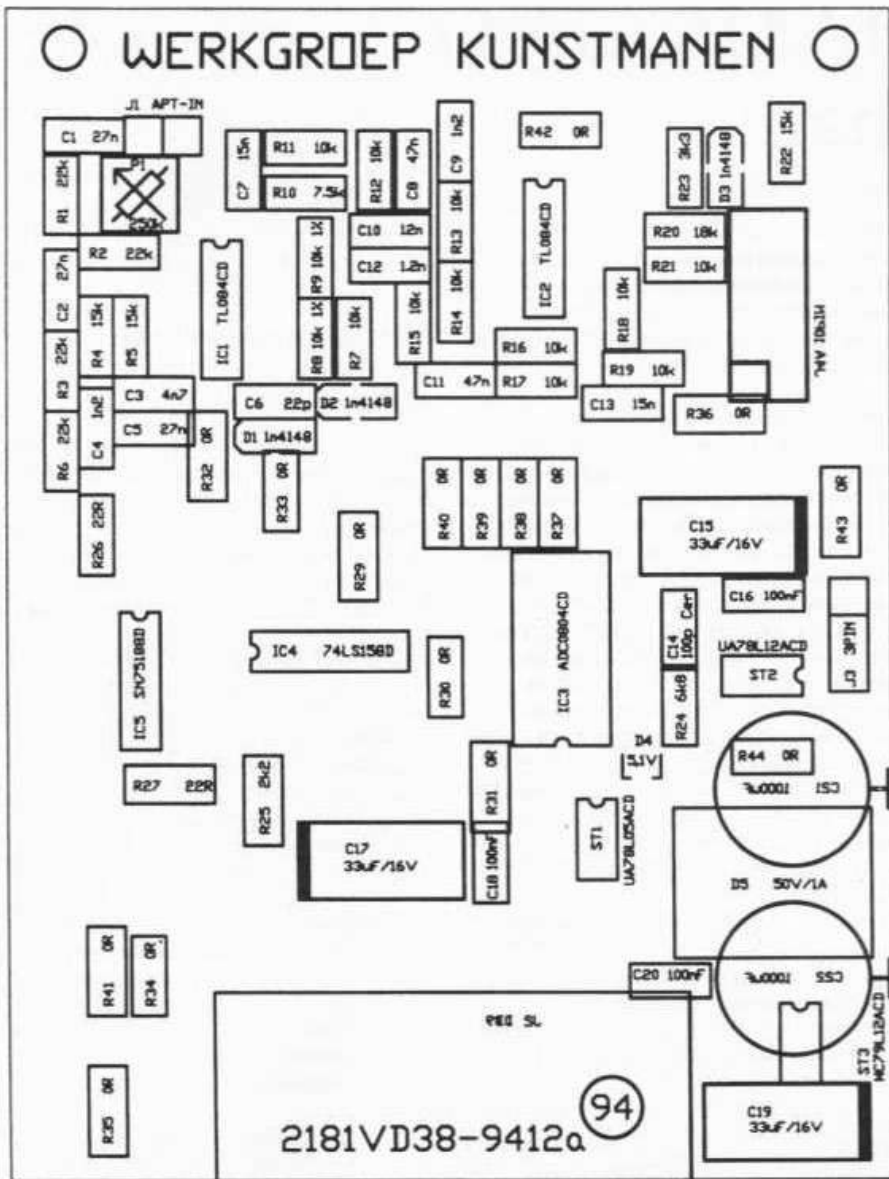 WERKGROEP KUNSTMANEN
J1 APT-IN
C1 27n
R1 22k
P1
250k
R2 22k
C7 15n
R11 10k
R10 7.5k
R12 10k
C8 47n
C9 1n2
R42 0R
R23 3k3
D3 1n4148
R22 15k
C10 12n
C12 1.2n
R13 10k
R14 10k
R15 10k
IC2 TL084CD
R20 18k
R21 10k
C2 27n
R4 15k
R5 15k
IC1 TL084CD
R9 10k 1X
R8 10k 1X
R7 10k
R16 10k
R17 10k
C11 47n
R18 10k
R19 10k
C13 15n
R36 0R
R3 22k
C4 1n2
C3 4n7
C5 27n
C6 22p
D2 1n4148
D1 1n4148
R6 22k
R32 0R
R33 0R
R26 22R
R29 0R
R40 0R
R39 0R
R38 0R
R37 0R
C15
33uF/16V
R43 0R
C16 100nF
IC5 SN75188D
IC4 74LS158D
R30 0R
IC3 ADC0804CD
C14 100p Cer
UA78L12ACD
ST2
J3 3PIN
R24 6k8
R27 22R
R25 2k2
R31 0R
D4
5.1V
R44 0R
CS1 1000uF
C17
33uF/16V
C18 100nF
ST1
UA78L05ACD
D5 50V/1A
R41 0R
R34 0R
C20 100nF
CS2 1000uF
ST3
MC79L12ACD
R35 0R
C19
33uF/16V
94
2181VD38-9412a